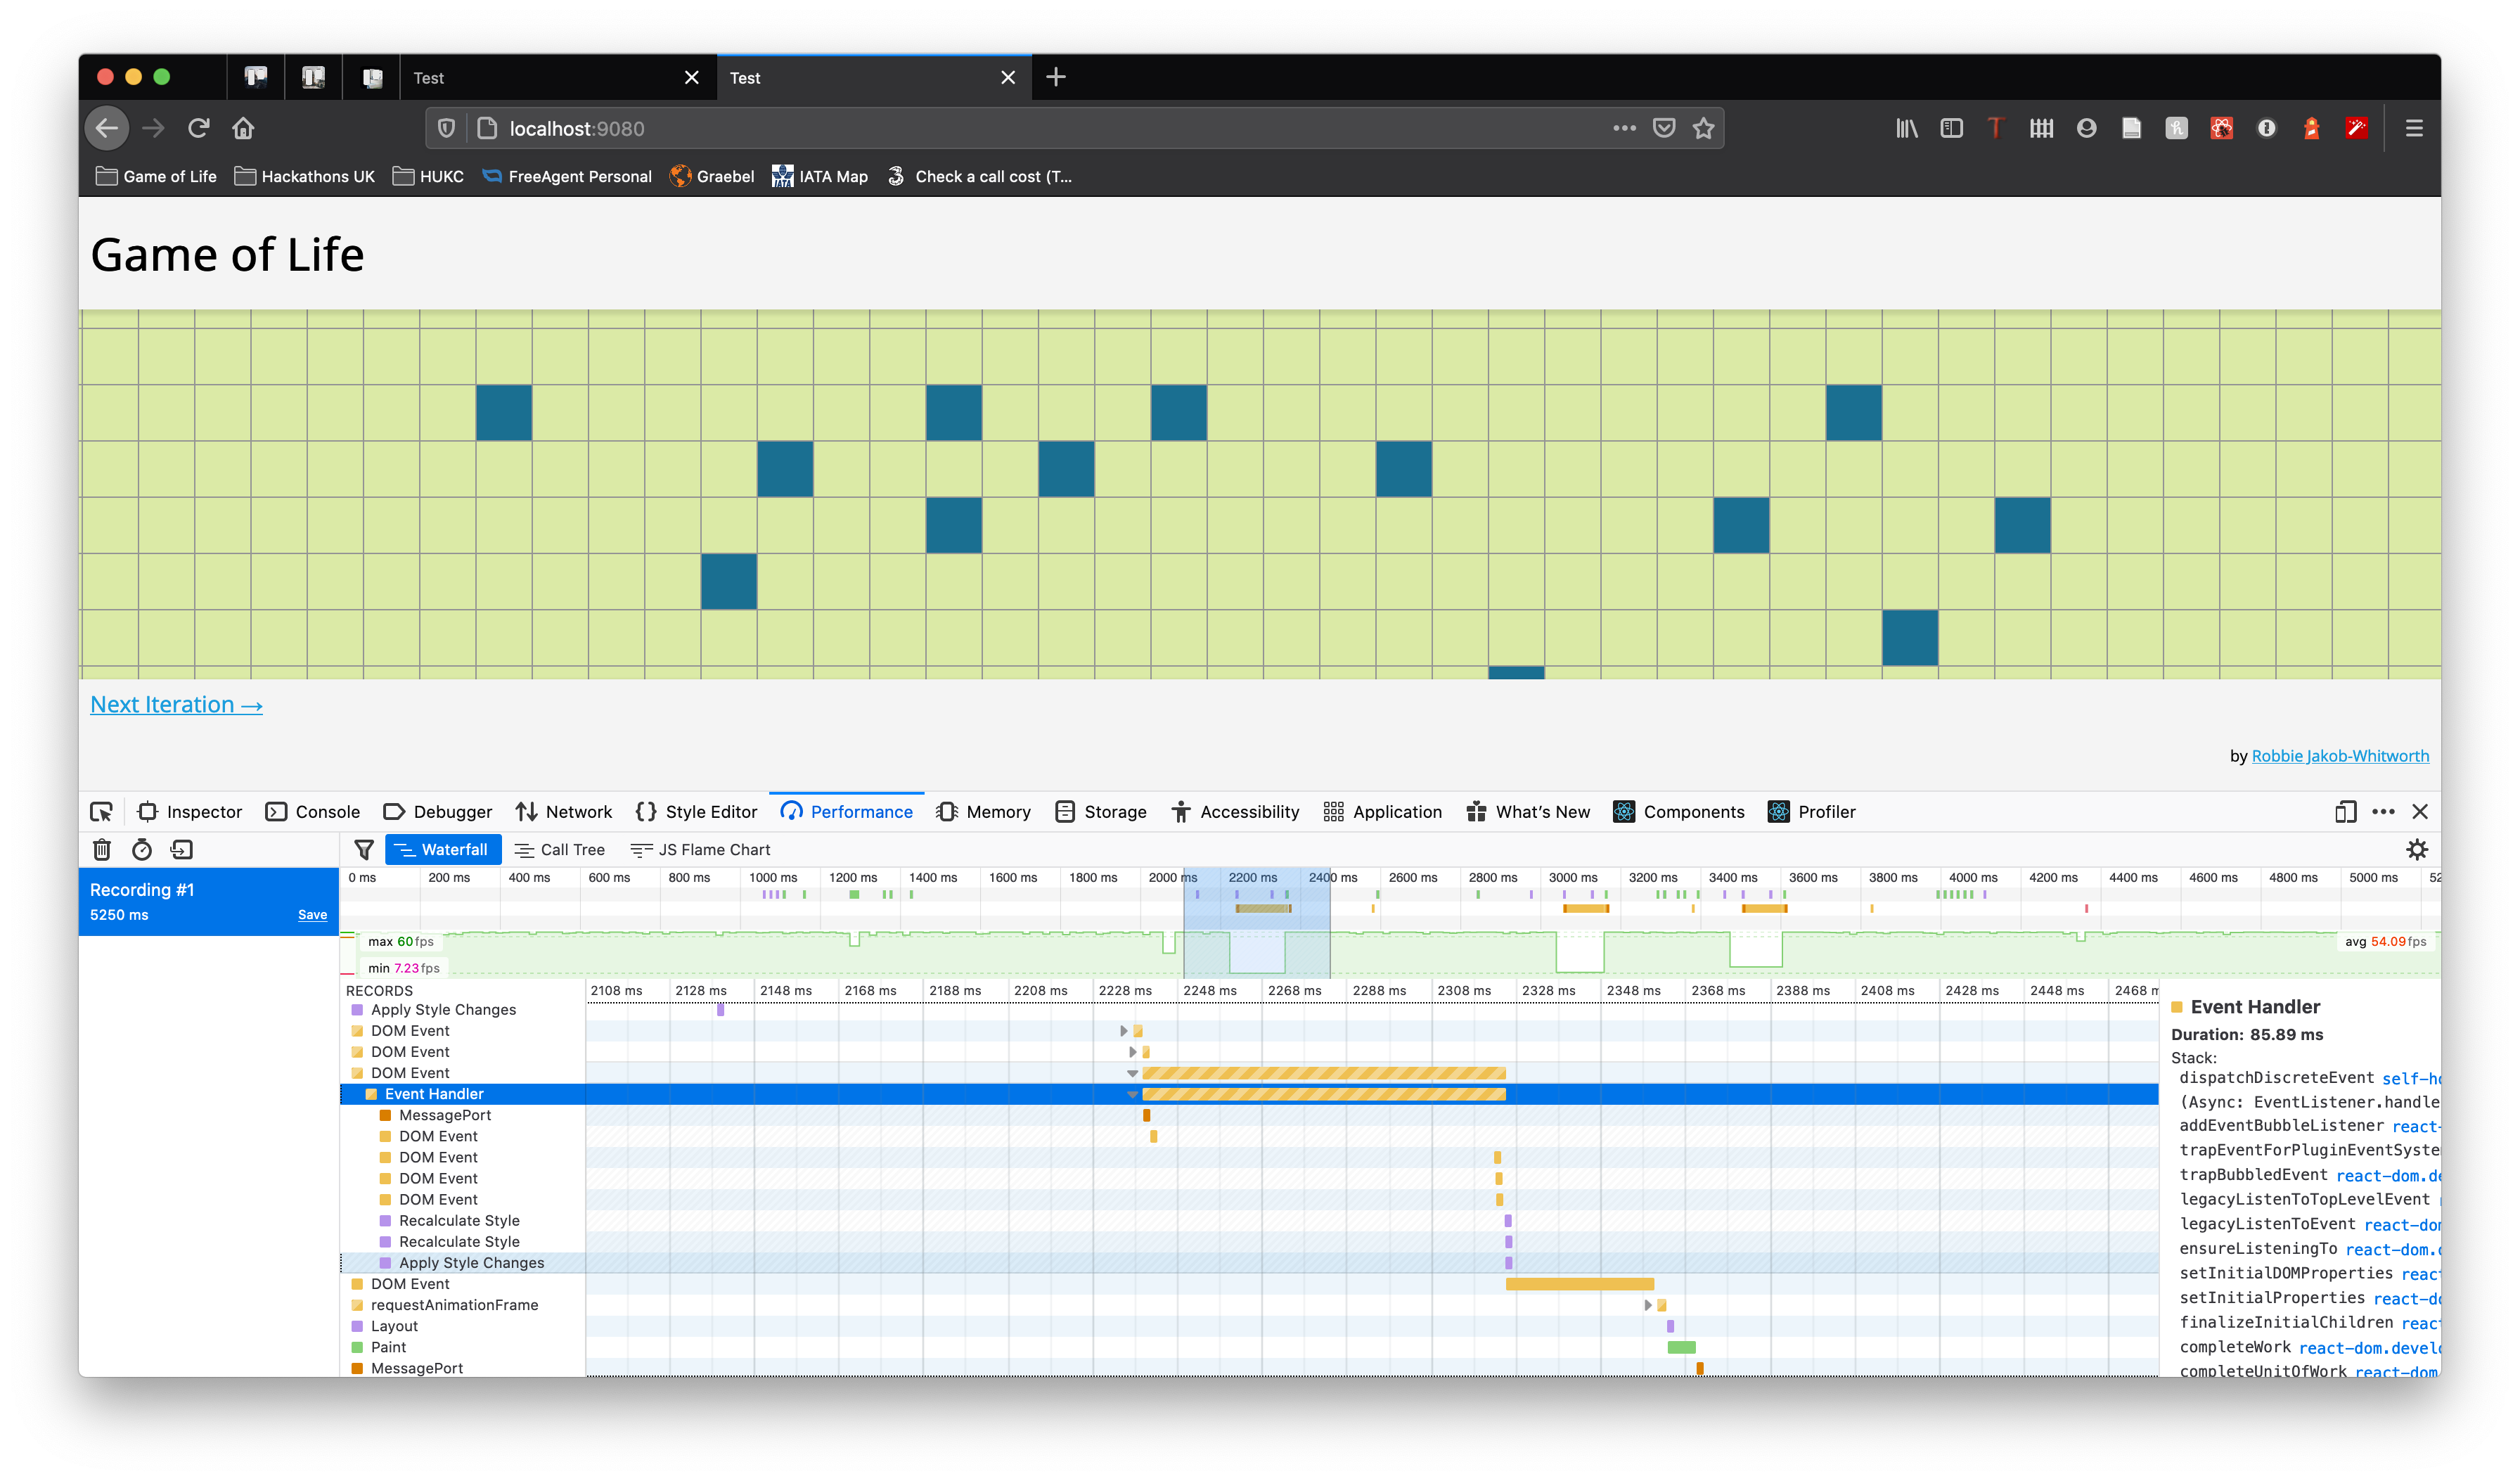 Test
Test
localhost:9080
Game of Life Hackathons UK HUKC FreeAgent Personal Graebel IATA Map Check a call cost (T...
Game of Life
Next Iteration →
by Robbie Jakob-Whitworth
Inspector Console Debugger Network Style Editor Performance Memory Storage Accessibility Application What's New Components Profiler
Waterfall Call Tree JS Flame Chart
Recording #1
5250 ms Save
0 ms 200 ms 400 ms 600 ms 800 ms 1000 ms 1200 ms 1400 ms 1600 ms 1800 ms 2000 ms 2200 ms 2400 ms 2600 ms 2800 ms 3000 ms 3200 ms 3400 ms 3600 ms 3800 ms 4000 ms 4200 ms 4400 ms 4600 ms 4800 ms 5000 ms 52
max 60 fps
avg 54.09 fps
min 7.23 fps
RECORDS 2108 ms 2128 ms 2148 ms 2168 ms 2188 ms 2208 ms 2228 ms 2248 ms 2268 ms 2288 ms 2308 ms 2328 ms 2348 ms 2368 ms 2388 ms 2408 ms 2428 ms 2448 ms 2468 m
Apply Style Changes
DOM Event
DOM Event
DOM Event
Event Handler
MessagePort
DOM Event
DOM Event
DOM Event
DOM Event
Recalculate Style
Recalculate Style
Apply Style Changes
DOM Event
requestAnimationFrame
Layout
Paint
MessagePort
Event Handler
Duration: 85.89 ms
Stack:
dispatchDiscreteEvent self-ho
(Async: EventListener.handle
addEventBubbleListener react-
trapEventForPluginEventSyste
trapBubbledEvent react-dom.de
legacyListenToTopLevelEvent
legacyListenToEvent react-dom
ensureListeningTo react-dom.
setInitialDOMProperties react
setInitialProperties react-do
finalizeInitialChildren react
completeWork react-dom.develo
completeUnitOfWork react-dom